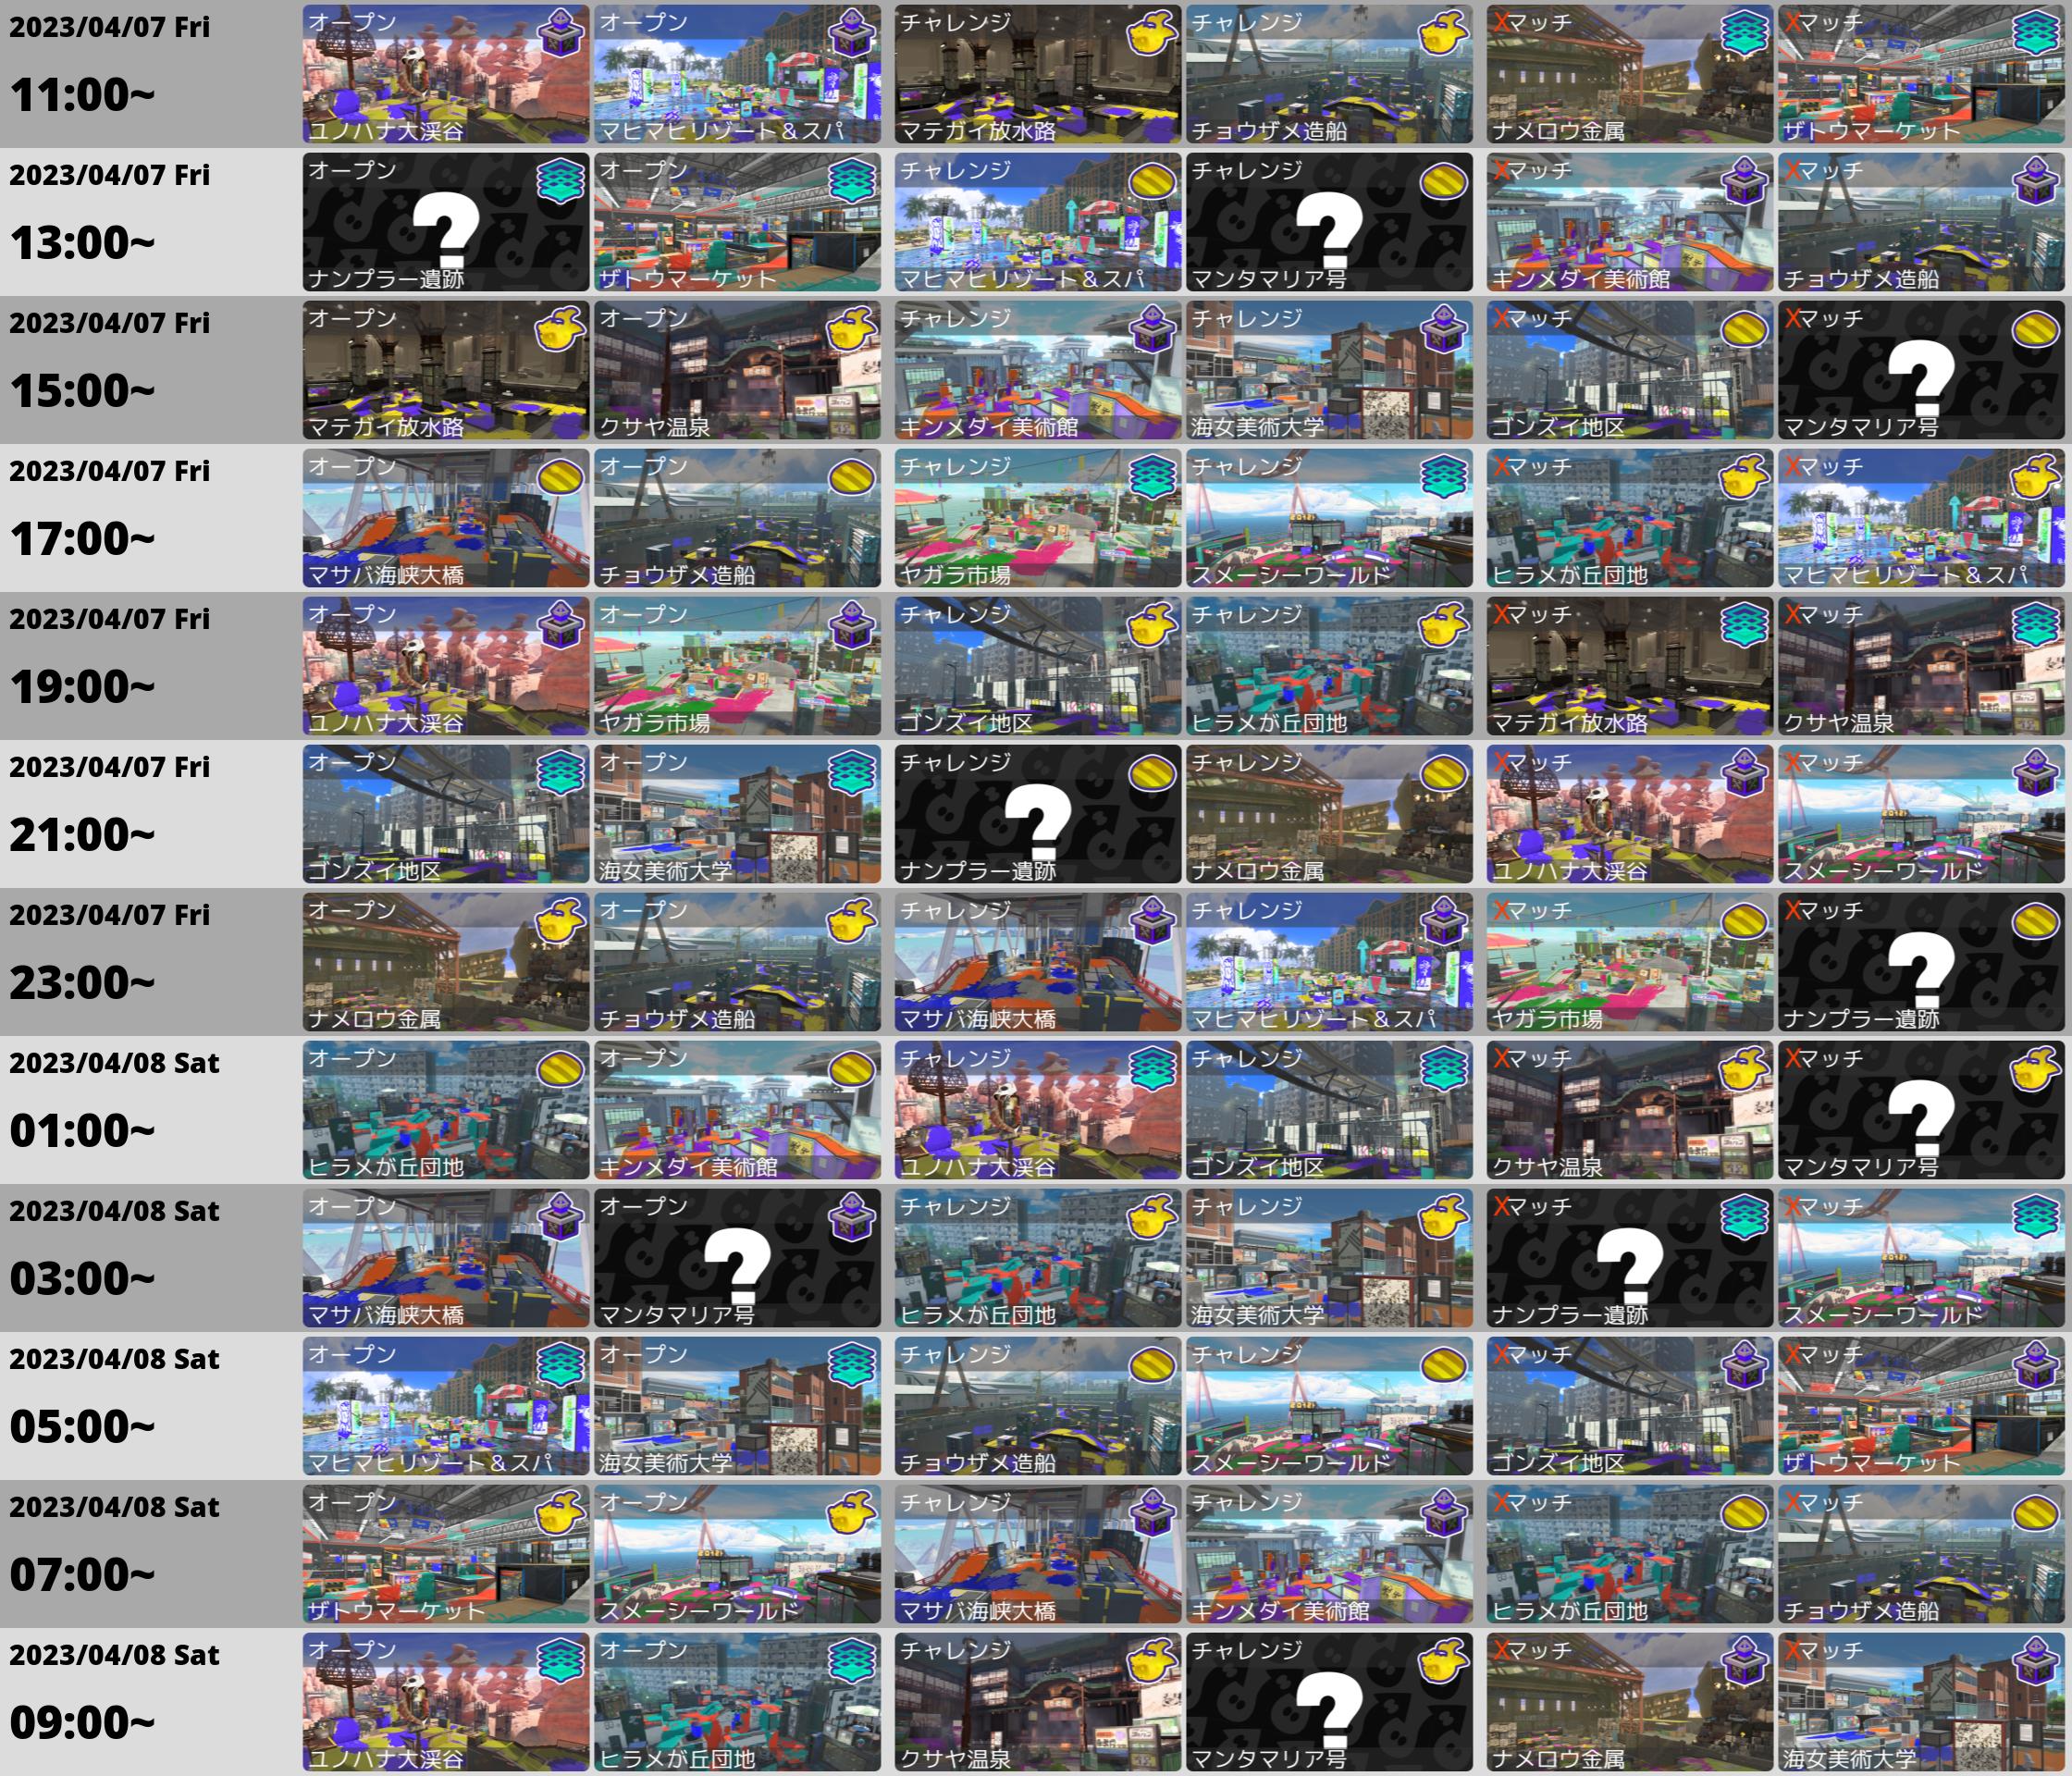 2023/04/07 Fri
11:00~
オープン
ユノハナ大渓谷
オープン
マヒマヒリゾート＆スパ
チャレンジ
マテガイ放水路
チャレンジ
チョウザメ造船
Xマッチ
ナメロウ金属
Xマッチ
ザトウマーケット
2023/04/07 Fri
13:00~
オープン
ナンプラー遺跡
オープン
ザトウマーケット
チャレンジ
マヒマヒリゾート＆スパ
チャレンジ
マンタマリア号
Xマッチ
キンメダイ美術館
Xマッチ
チョウザメ造船
2023/04/07 Fri
15:00~
オープン
マテガイ放水路
オープン
クサヤ温泉
チャレンジ
キンメダイ美術館
チャレンジ
海女美術大学
Xマッチ
ゴンズイ地区
Xマッチ
マンタマリア号
2023/04/07 Fri
17:00~
オープン
マサバ海峡大橋
オープン
チョウザメ造船
チャレンジ
ヤガラ市場
チャレンジ
スメーシーワールド
Xマッチ
ヒラメが丘団地
Xマッチ
マヒマヒリゾート＆スパ
2023/04/07 Fri
19:00~
オープン
ユノハナ大渓谷
オープン
ヤガラ市場
チャレンジ
ゴンズイ地区
チャレンジ
ヒラメが丘団地
Xマッチ
マテガイ放水路
Xマッチ
クサヤ温泉
2023/04/07 Fri
21:00~
オープン
ゴンズイ地区
オープン
海女美術大学
チャレンジ
ナンプラー遺跡
チャレンジ
ナメロウ金属
Xマッチ
ユノハナ大渓谷
Xマッチ
スメーシーワールド
2023/04/07 Fri
23:00~
オープン
ナメロウ金属
オープン
チョウザメ造船
チャレンジ
マサバ海峡大橋
チャレンジ
マヒマヒリゾート＆スパ
Xマッチ
ヤガラ市場
Xマッチ
ナンプラー遺跡
2023/04/08 Sat
01:00~
オープン
ヒラメが丘団地
オープン
キンメダイ美術館
チャレンジ
ユノハナ大渓谷
チャレンジ
ゴンズイ地区
Xマッチ
クサヤ温泉
Xマッチ
マンタマリア号
2023/04/08 Sat
03:00~
オープン
マサバ海峡大橋
オープン
マンタマリア号
チャレンジ
ヒラメが丘団地
チャレンジ
海女美術大学
Xマッチ
ナンプラー遺跡
Xマッチ
スメーシーワールド
2023/04/08 Sat
05:00~
オープン
マヒマヒリゾート＆スパ
オープン
海女美術大学
チャレンジ
チョウザメ造船
チャレンジ
スメーシーワールド
Xマッチ
ゴンズイ地区
Xマッチ
ザトウマーケット
2023/04/08 Sat
07:00~
オープン
ザトウマーケット
オープン
スメーシーワールド
チャレンジ
マサバ海峡大橋
チャレンジ
キンメダイ美術館
Xマッチ
ヒラメが丘団地
Xマッチ
チョウザメ造船
2023/04/08 Sat
09:00~
オープン
ユノハナ大渓谷
オープン
ヒラメが丘団地
チャレンジ
クサヤ温泉
チャレンジ
マンタマリア号
Xマッチ
ナメロウ金属
Xマッチ
海女美術大学